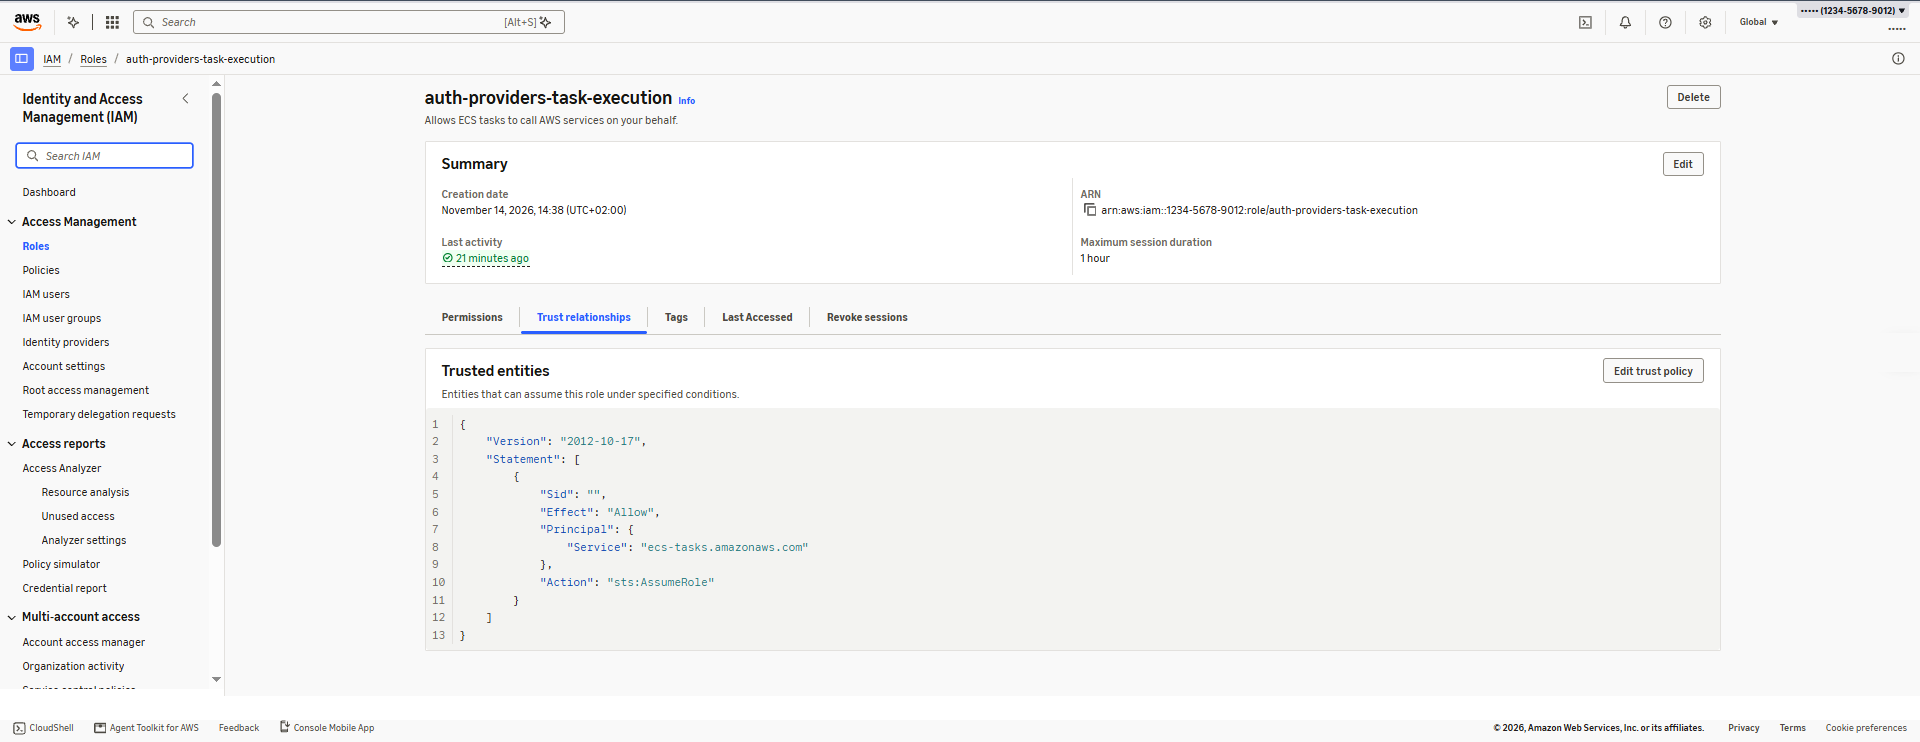 aws
Search [Alt+S]
Global
····· (1234-5678-9012)
·····
IAM / Roles / auth-providers-task-execution
Identity and Access Management (IAM)
Search IAM
Dashboard
Access Management
Roles
Policies
IAM users
IAM user groups
Identity providers
Account settings
Root access management
Temporary delegation requests
Access reports
Access Analyzer
Resource analysis
Unused access
Analyzer settings
Policy simulator
Credential report
Multi-account access
Account access manager
Organization activity
Service control policies
auth-providers-task-execution Info
Delete
Allows ECS tasks to call AWS services on your behalf.
Summary
Edit
Creation date
November 14, 2026, 14:38 (UTC+02:00)
ARN
arn:aws:iam::1234-5678-9012:role/auth-providers-task-execution
Last activity
21 minutes ago
Maximum session duration
1 hour
Permissions Trust relationships Tags Last Accessed Revoke sessions
Trusted entities
Edit trust policy
Entities that can assume this role under specified conditions.
1 {
2 "Version": "2012-10-17",
3 "Statement": [
4 {
5 "Sid": "",
6 "Effect": "Allow",
7 "Principal": {
8 "Service": "ecs-tasks.amazonaws.com"
9 },
10 "Action": "sts:AssumeRole"
11 }
12 ]
13 }
CloudShell Agent Toolkit for AWS Feedback Console Mobile App
© 2026, Amazon Web Services, Inc. or its affiliates. Privacy Terms Cookie preferences